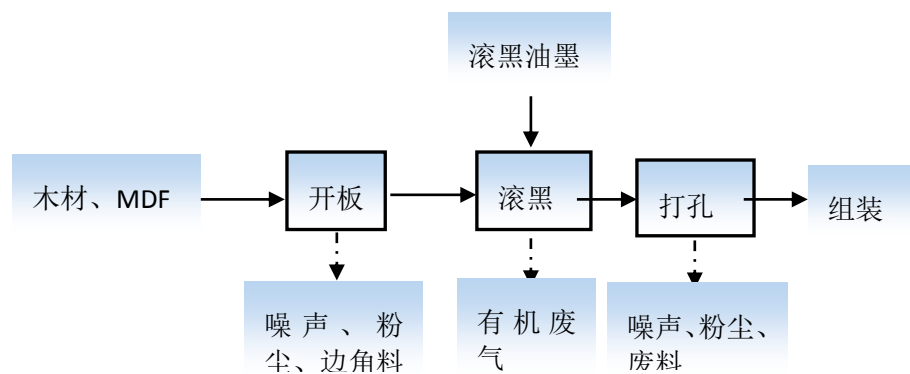 滚黑油墨
木材、MDF
开板
滚黑
打孔
组装
噪声、粉
尘、边角料
有机废
气
噪声、粉尘、
废料